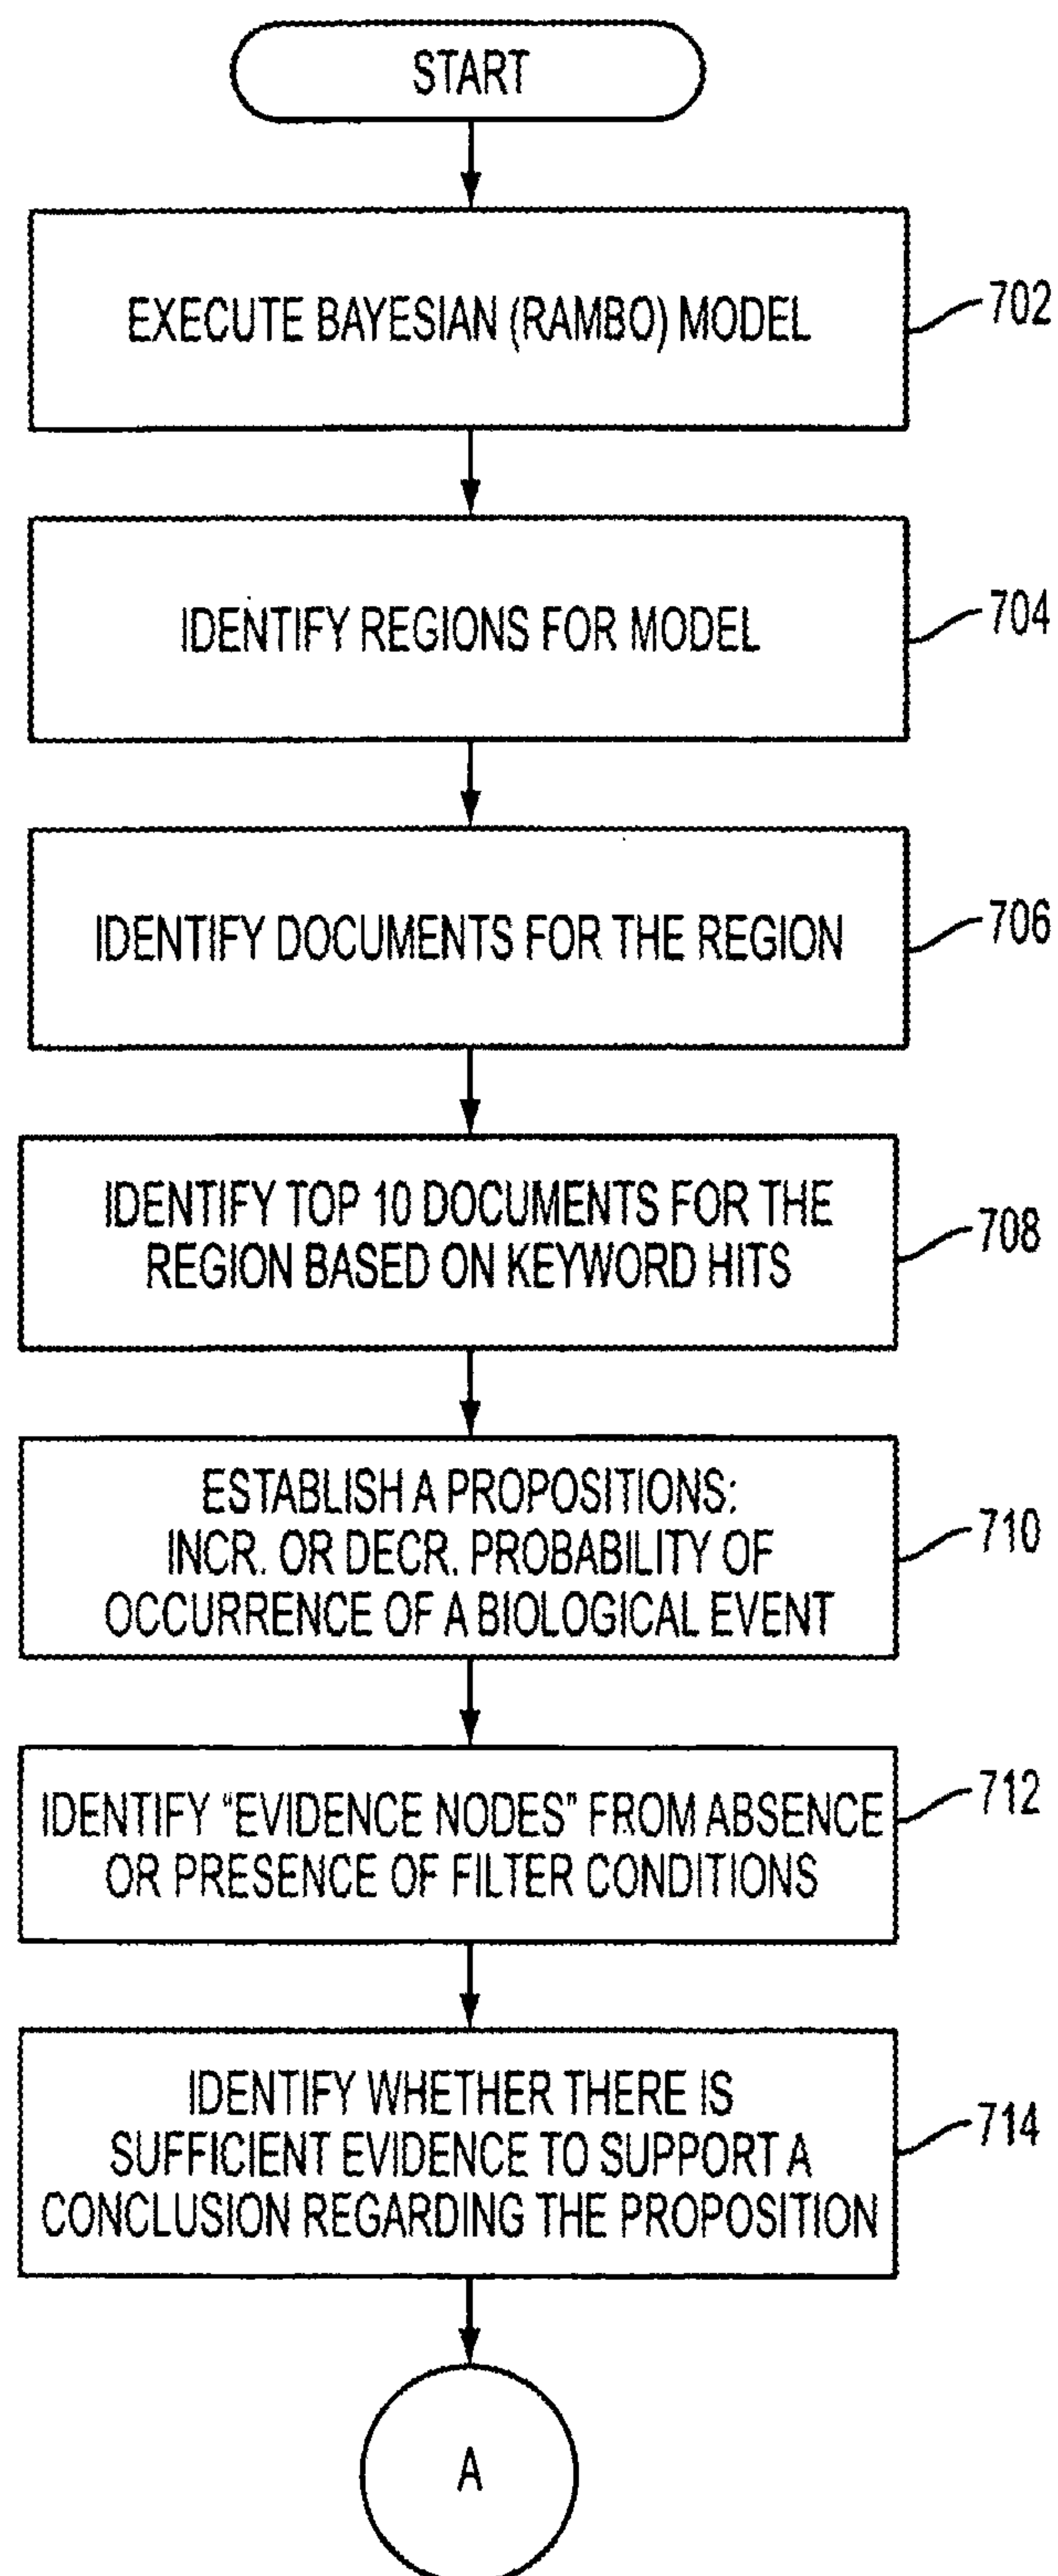 START
EXECUTE BAYESIAN (RAMBO) MODEL
702
IDENTIFY REGIONS FOR MODEL
704
IDENTIFY DOCUMENTS FOR THE REGION
706
IDENTIFY TOP 10 DOCUMENTS FOR THE
REGION BASED ON KEYWORD HITS
708
ESTABLISH A PROPOSITIONS:
INCR. OR DECR. PROBABILITY OF
OCCURRENCE OF A BIOLOGICAL EVENT
710
IDENTIFY “EVIDENCE NODES” FROM ABSENCE
OR PRESENCE OF FILTER CONDITIONS
712
IDENTIFY WHETHER THERE IS
SUFFICIENT EVIDENCE TO SUPPORT A
CONCLUSION REGARDING THE PROPOSITION
714
A